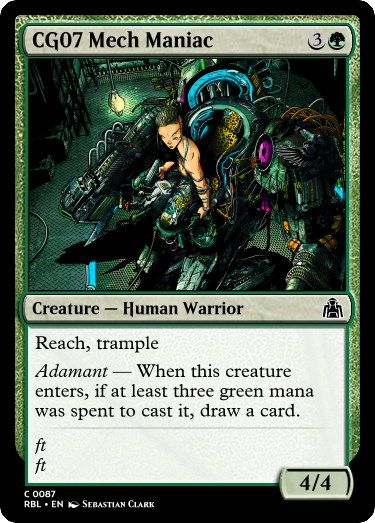 CG07 Mech Maniac 3
Creature — Human Warrior
Reach, trample
Adamant — When this creature
enters, if at least three green mana
was spent to cast it, draw a card.
ft
ft
4/4
C 0087
RBL • EN Sebastian Clark